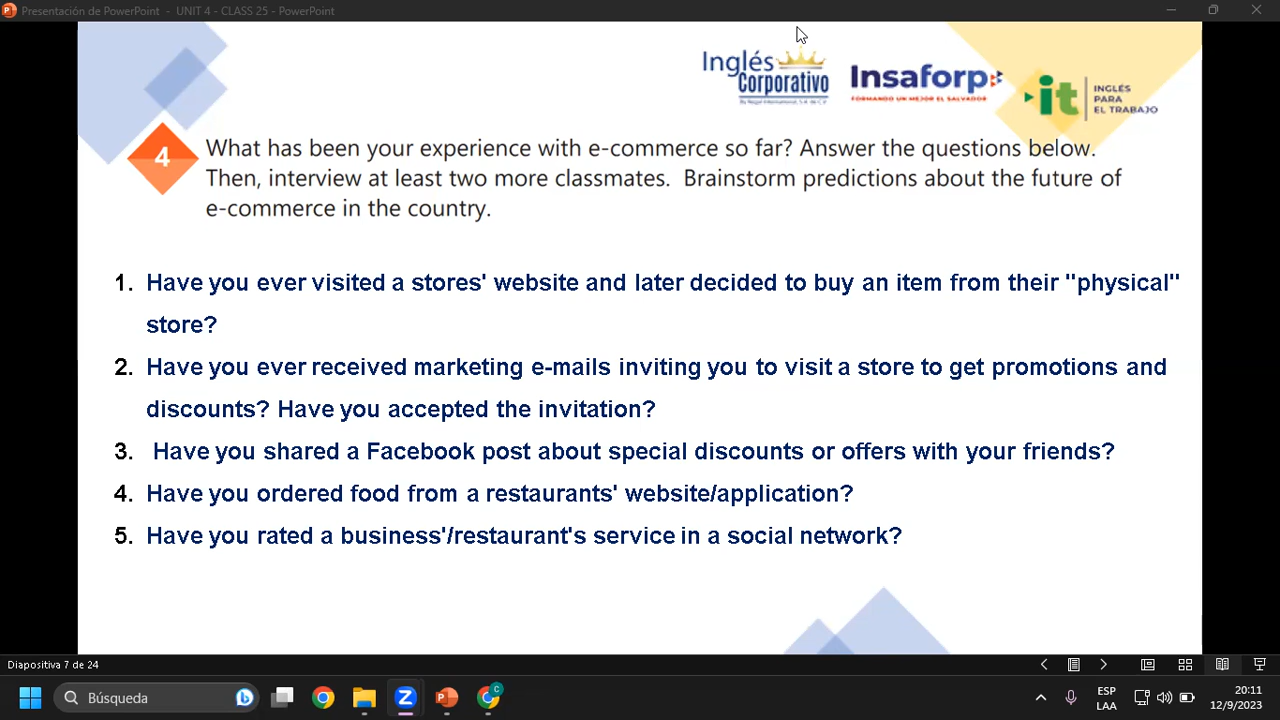 Presentación de PowerPoint - UNIT 4 - CLASS 25 - PowerPoint
Inglés
Corporativo
Insaforp
FORMANDO UN MEJOR EL SALVADOR
it
INGLÉS
PARA
EL TRABAJO
4
What has been your experience with e-commerce so far? Answer the questions below.
Then, interview at least two more classmates. Brainstorm predictions about the future of
e-commerce in the country.
1. Have you ever visited a stores' website and later decided to buy an item from their "physical"
store?
2. Have you ever received marketing e-mails inviting you to visit a store to get promotions and
discounts? Have you accepted the invitation?
3. Have you shared a Facebook post about special discounts or offers with your friends?
4. Have you ordered food from a restaurants' website/application?
5. Have you rated a business'/restaurant's service in a social network?
Diapositiva 7 de 24
Búsqueda
ESP
LAA
20:11
12/9/2023